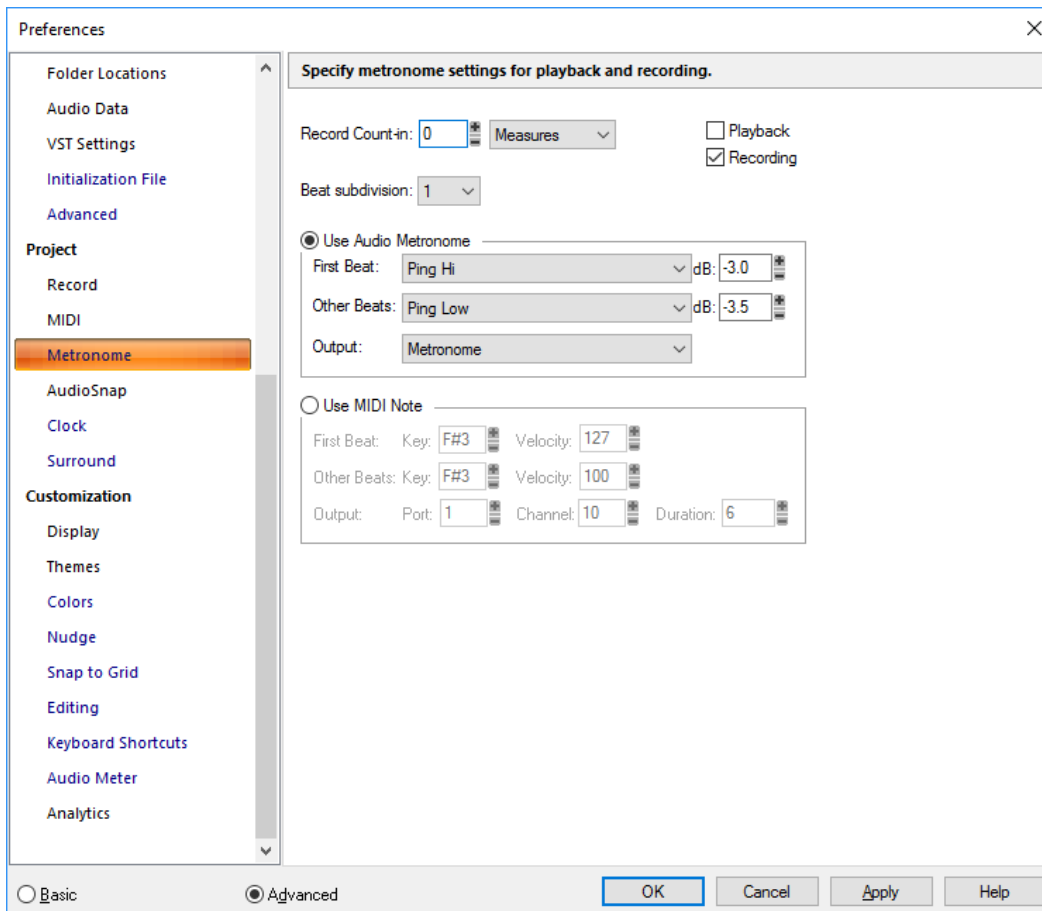 Preferences
Folder Locations
Audio Data
VST Settings
Initialization File
Advanced
Project
Record
MIDI
Metronome
AudioSnap
Clock
Surround
Customization
Display
Themes
Colors
Nudge
Snap to Grid
Editing
Keyboard Shortcuts
Audio Meter
Analytics
Basic
Advanced
Specify metronome settings for playback and recording.
Record Count-in: 0 Measures
Playback
Recording
Beat subdivision: 1
Use Audio Metronome
First Beat: Ping Hi dB: -3.0
Other Beats: Ping Low dB: -3.5
Output: Metronome
Use MIDI Note
First Beat: Key: F#3 Velocity: 127
Other Beats: Key: F#3 Velocity: 100
Output: Port: 1 Channel: 10 Duration: 6
OK Cancel Apply Help